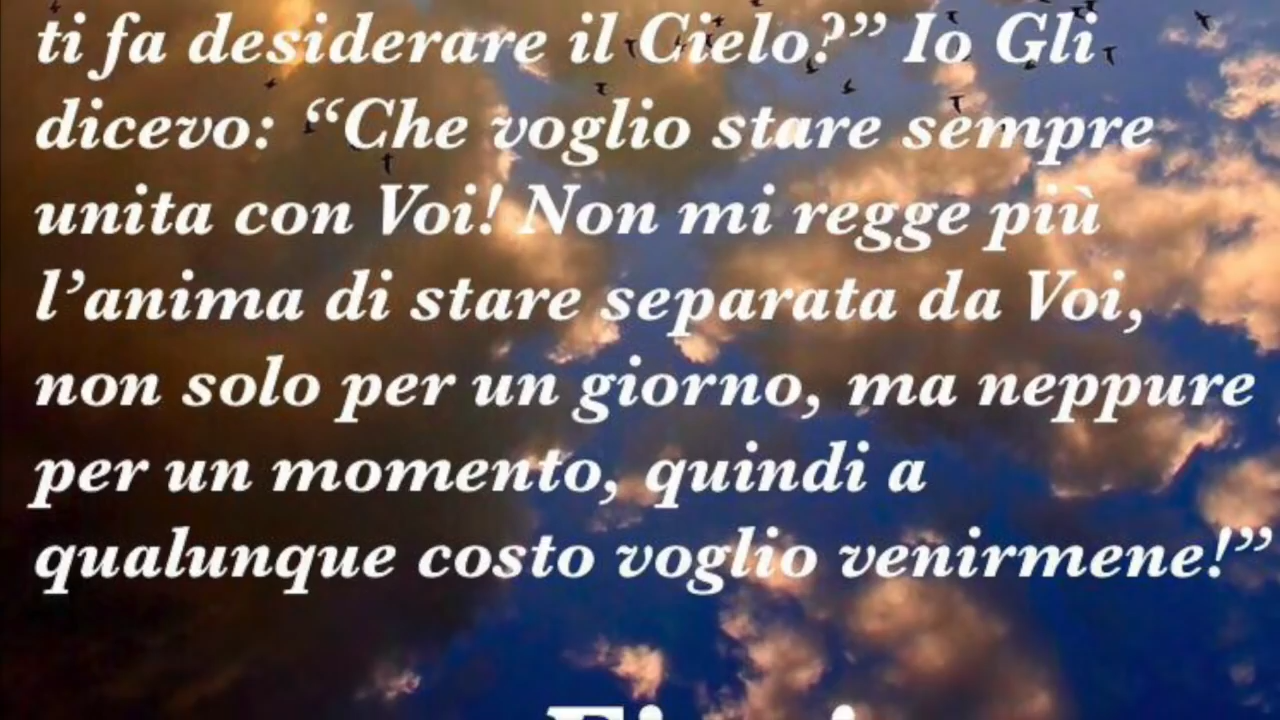 ti fa desiderare il Cielo?” Io Gli
dicevo: “Che voglio stare sempre
unita con Voi! Non mi regge più
l’anima di stare separata da Voi,
non solo per un giorno, ma neppure
per un momento, quindi a
qualunque costo voglio venirmene!”